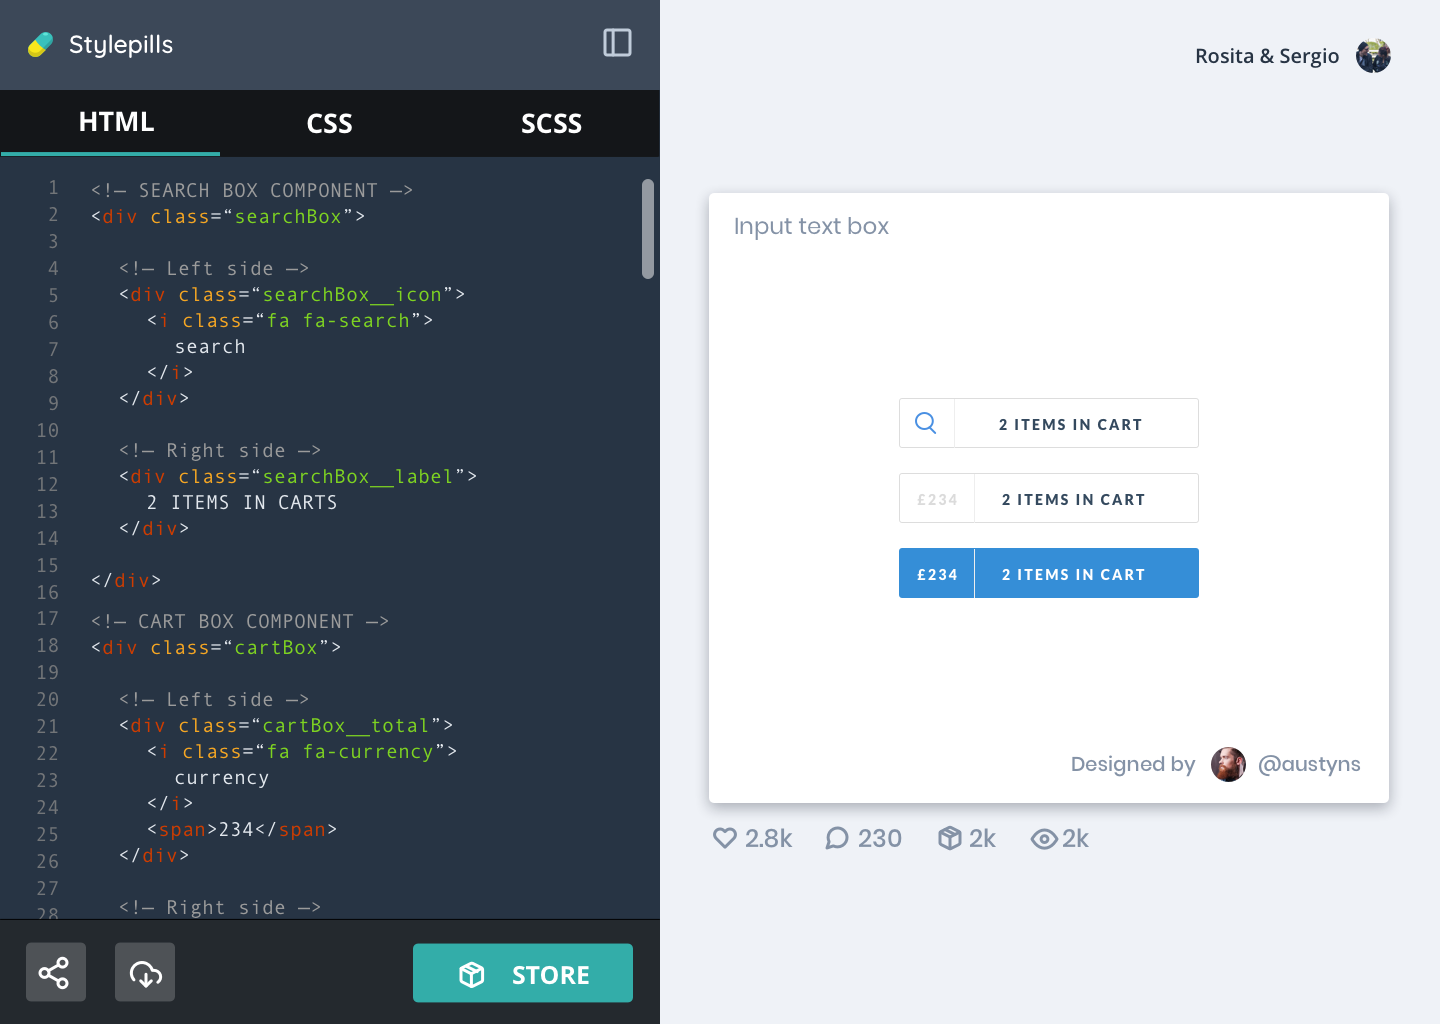 Stylepills
HTML CSS SCSS
1 <!— SEARCH BOX COMPONENT —>
2 <div class=“searchBox”>
3
4 <!— Left side —>
5 <div class=“searchBox__icon”>
6 <i class=“fa fa-search”>
7 search
8 </i>
9 </div>
10
11 <!— Right side —>
12 <div class=“searchBox__label”>
13 2 ITEMS IN CARTS
14 </div>
15
16 </div>
17 <!— CART BOX COMPONENT —>
18 <div class=“cartBox”>
19
20 <!— Left side —>
21 <div class=“cartBox__total”>
22 <i class=“fa fa-currency”>
23 currency
24 </i>
25 <span>234</span>
26 </div>
27
28 <!— Right side —>
STORE
Rosita & Sergio
Input text box
2 ITEMS IN CART
£234 2 ITEMS IN CART
£234 2 ITEMS IN CART
Designed by @austyns
2.8k 230 2k 2k